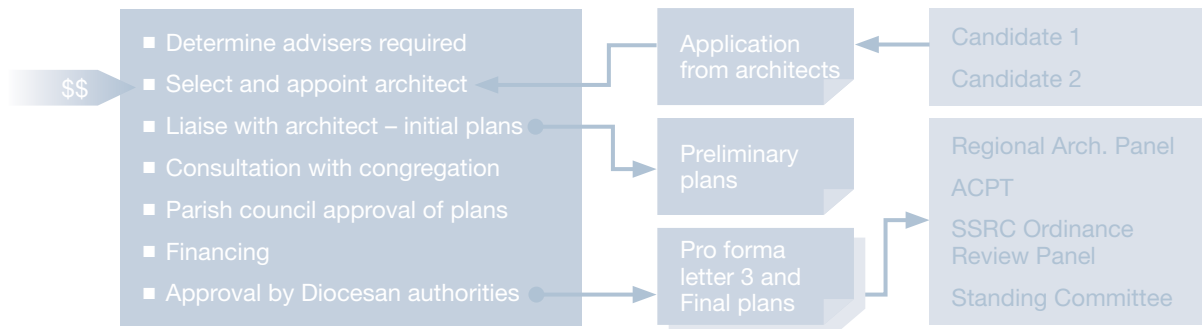 $$
Determine advisers required
Select and appoint architect
Liaise with architect – initial plans
Consultation with congregation
Parish council approval of plans
Financing
Approval by Diocesan authorities
Application
from architects
Preliminary
plans
Pro forma
letter 3 and
Final plans
Candidate 1
Candidate 2
Regional Arch. Panel
ACPT
SSRC Ordinance
Review Panel
Standing Committee